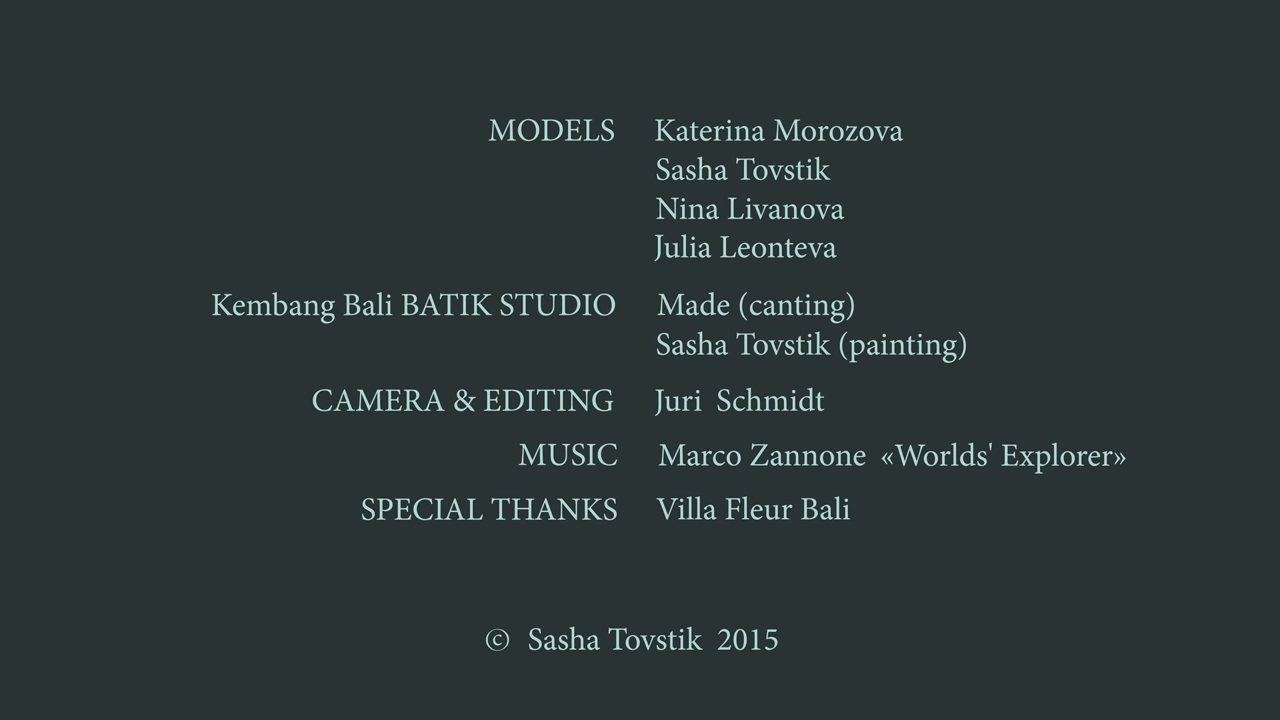 MODELS Katerina Morozova
Sasha Tovstik
Nina Livanova
Julia Leonteva
Kembang Bali BATIK STUDIO Made (canting)
Sasha Tovstik (painting)
CAMERA & EDITING Juri Schmidt
MUSIC Marco Zannone «Worlds' Explorer»
SPECIAL THANKS Villa Fleur Bali
© Sasha Tovstik 2015